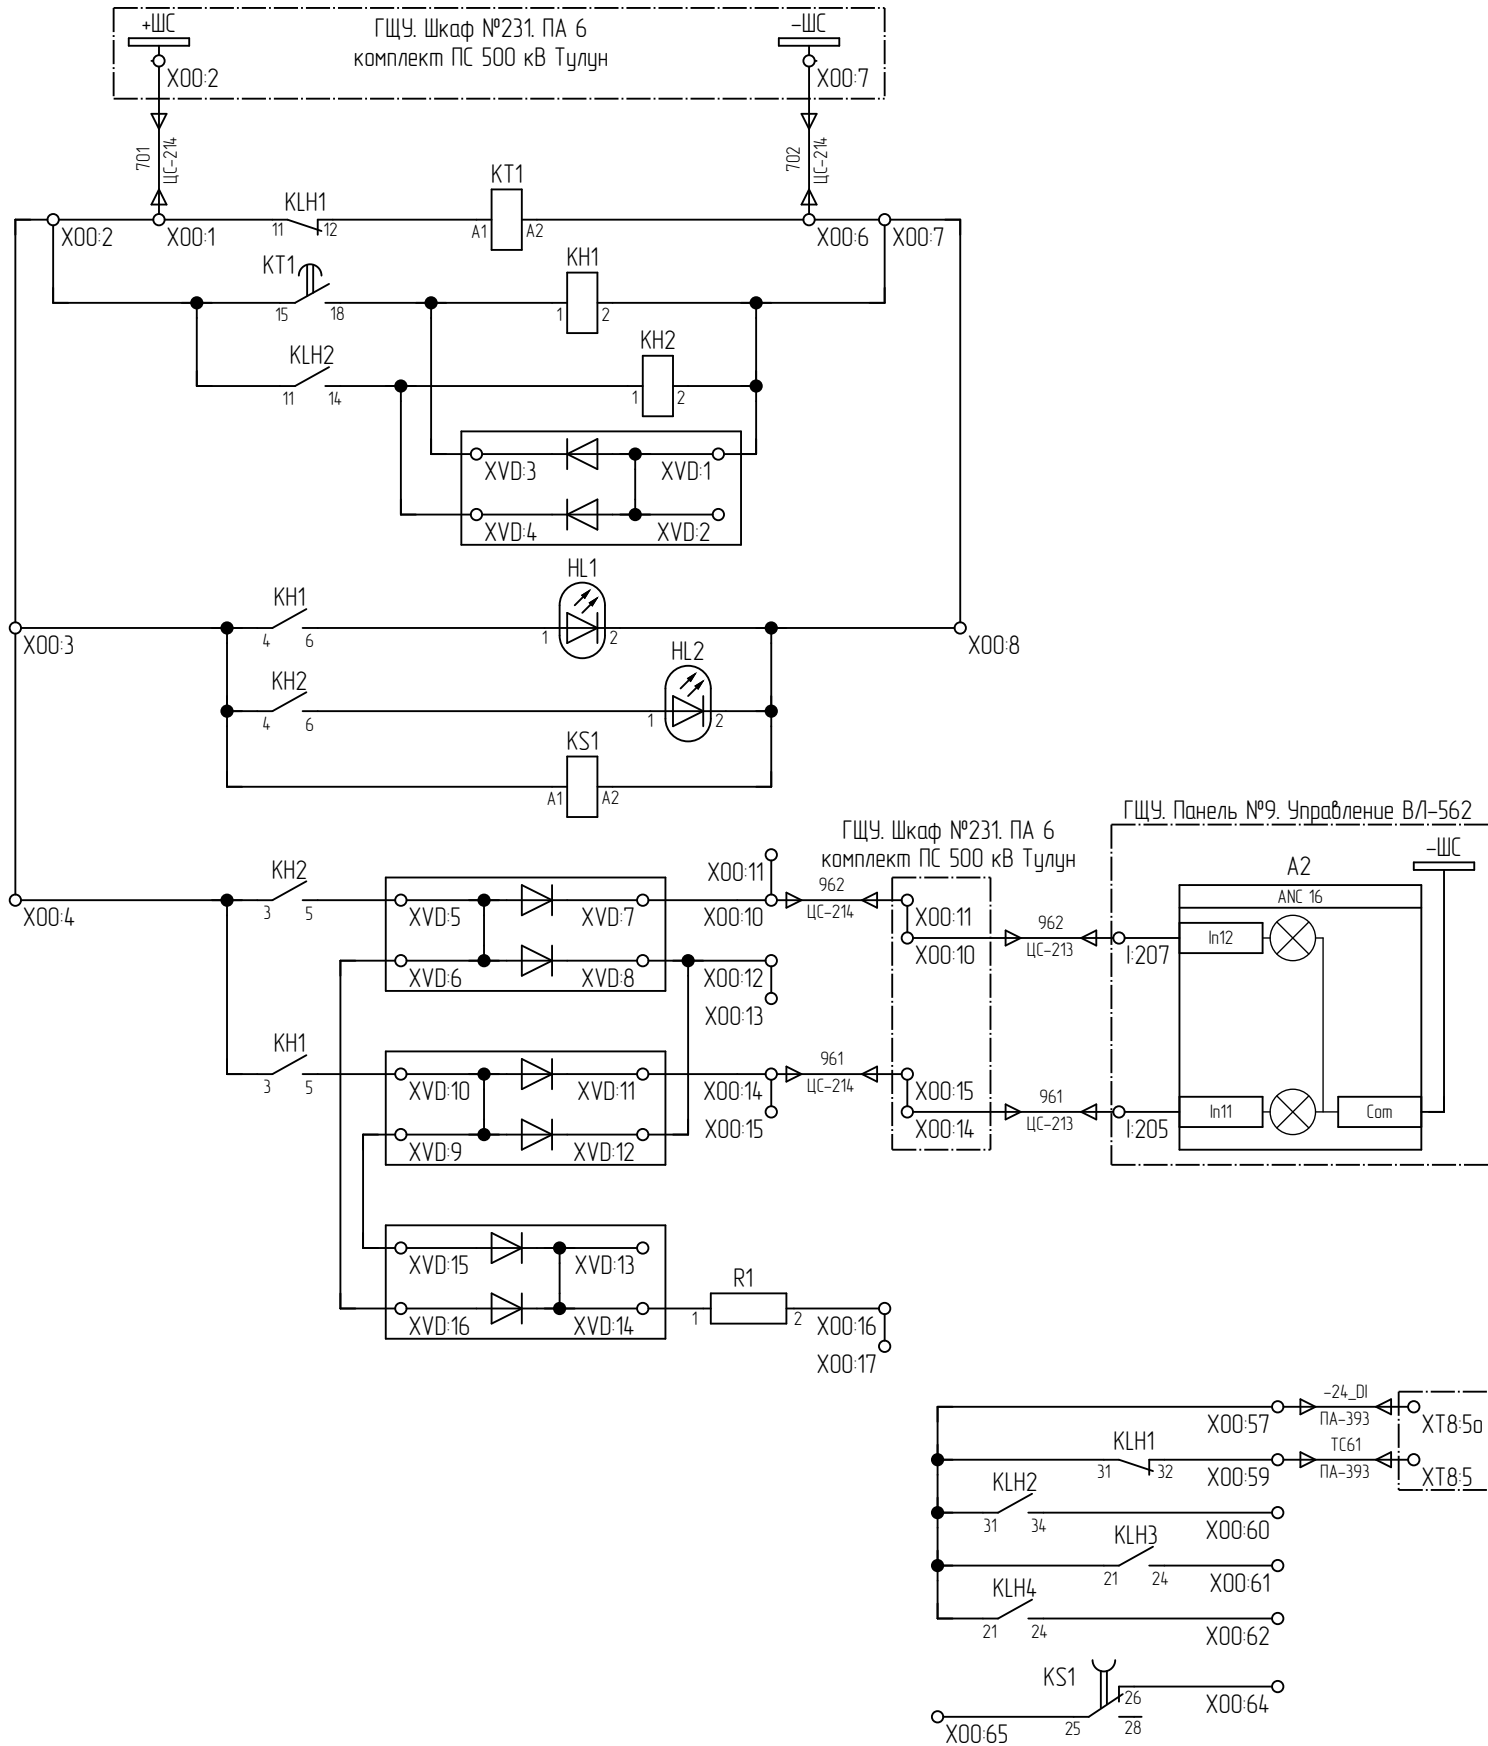 +ШС
ГЩУ. Шкаф №231. ПА 6
комплект ПС 500 кВ Тулун
–ШС
X00:2
X00:7
701
ЦС-214
702
ЦС-214
KLH1
11
12
KT1
A1
A2
X00:2
X00:1
X00:6
X00:7
KT1
15
18
KH1
1
2
KLH2
11
14
KH2
1
2
XVD:3
XVD:1
XVD:4
XVD:2
KH1
4
6
HL1
1
2
X00:3
X00:8
KH2
4
6
HL2
1
2
KS1
A1
A2
X00:4
KH2
3
5
XVD:5
XVD:7
X00:11
X00:10
962
ЦС-214
XVD:6
XVD:8
X00:12
X00:13
ГЩУ. Шкаф №231. ПА 6
комплект ПС 500 кВ Тулун
X00:11
X00:10
962
ЦС-213
ГЩУ. Панель №9. Управление ВЛ-562
–ШС
A2
ANC 16
I:207
In12
KH1
3
5
XVD:10
XVD:11
X00:14
X00:15
961
ЦС-214
XVD:9
XVD:12
X00:15
X00:14
961
ЦС-213
I:205
In11
Com
XVD:15
XVD:13
XVD:16
XVD:14
R1
1
2
X00:16
X00:17
X00:57
-24_DI
ПА-393
XT8:5о
KLH1
31
32
X00:59
TC61
ПА-393
XT8:5
KLH2
31
34
X00:60
KLH3
21
24
X00:61
KLH4
21
24
X00:62
KS1
X00:65
25
26
28
X00:64